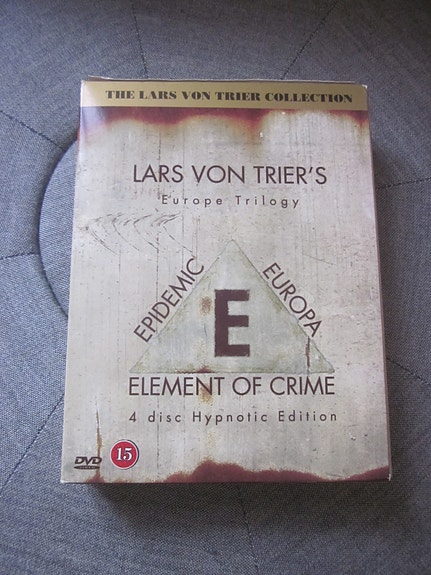 THE LARS VON TRIER COLLECTION
LARS VON TRIER'S
Europe Trilogy
EPIDEMIC
EUROPA
E
ELEMENT OF CRIME
4 disc Hypnotic Edition
DVD
15